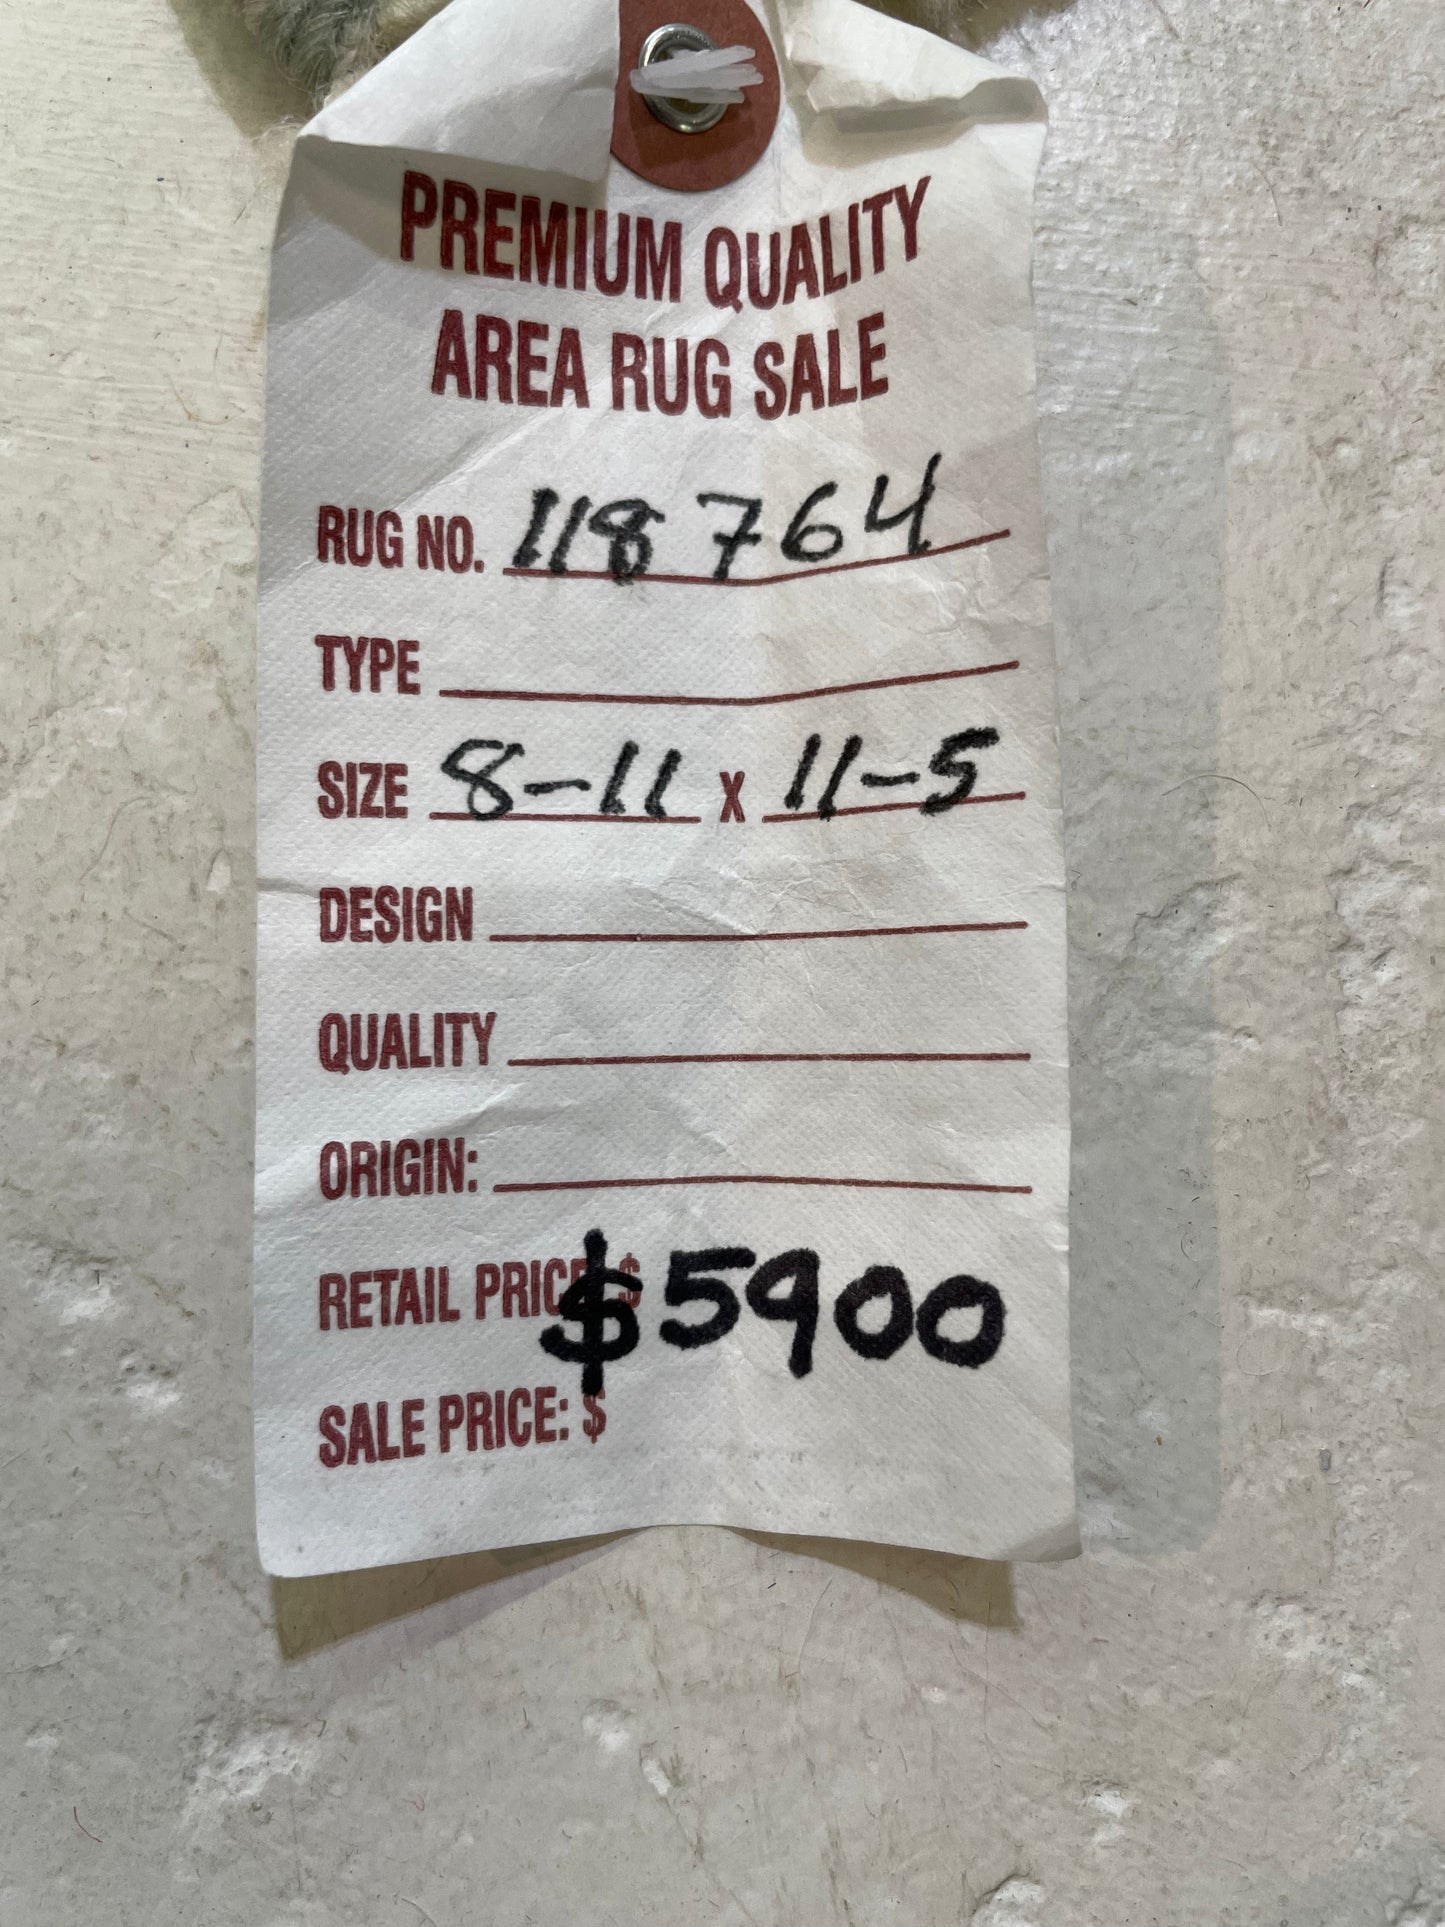 PREMIUM QUALITY
AREA RUG SALE
RUG NO. 118764
TYPE
SIZE 8-11 X 11-5
DESIGN
QUALITY
ORIGIN:
RETAIL PRICE $ $5900
SALE PRICE: $